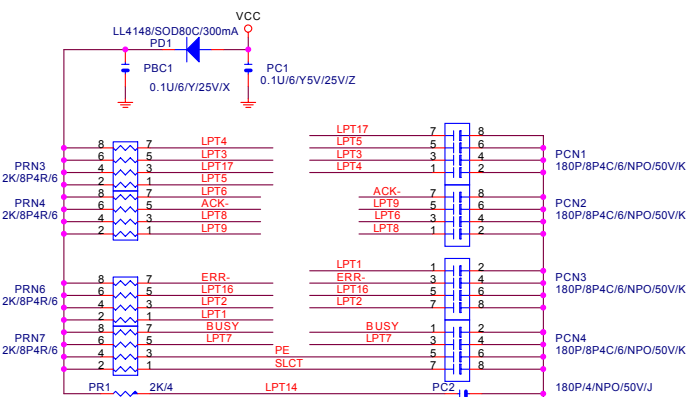 VCC
LL4148/SOD80C/300mA
PD1
PBC1
PC1
0.1U/6/Y/25V/X
0.1U/6/Y5V/25V/Z
8 7 LPT4
6 5 LPT3
4 3 LPT17
2 1 LPT5
PRN3
2K/8P4R/6
8 7 LPT6
6 5 ACK-
4 3 LPT8
2 1 LPT9
PRN4
2K/8P4R/6
LPT17 7 8
LPT5 5 6
LPT3 3 4
LPT4 1 2
PCN1
180P/8P4C/6/NPO/50V/K
ACK- 7 8
LPT9 5 6
LPT6 3 4
LPT8 1 2
PCN2
180P/8P4C/6/NPO/50V/K
8 7 ERR-
6 5 LPT16
4 3 LPT2
2 1 LPT1
PRN6
2K/8P4R/6
8 7 BUSY
6 5 LPT7
4 3 PE
2 1 SLCT
PRN7
2K/8P4R/6
LPT1 1 2
ERR- 3 4
LPT16 5 6
LPT2 7 8
PCN3
180P/8P4C/6/NPO/50V/K
BUSY 1 2
LPT7 3 4
5 6
7 8
PCN4
180P/8P4C/6/NPO/50V/K
PR1 2K/4 LPT14 PC2 180P/4/NPO/50V/J